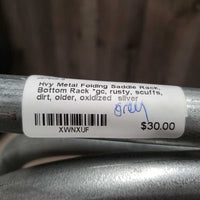 Hvy Metal Folding Saddle Rack,
Bottom Rack *gc, rusty, scuffs,
dirt, older, oxidized silver
grey
$30.00
XWNXUF